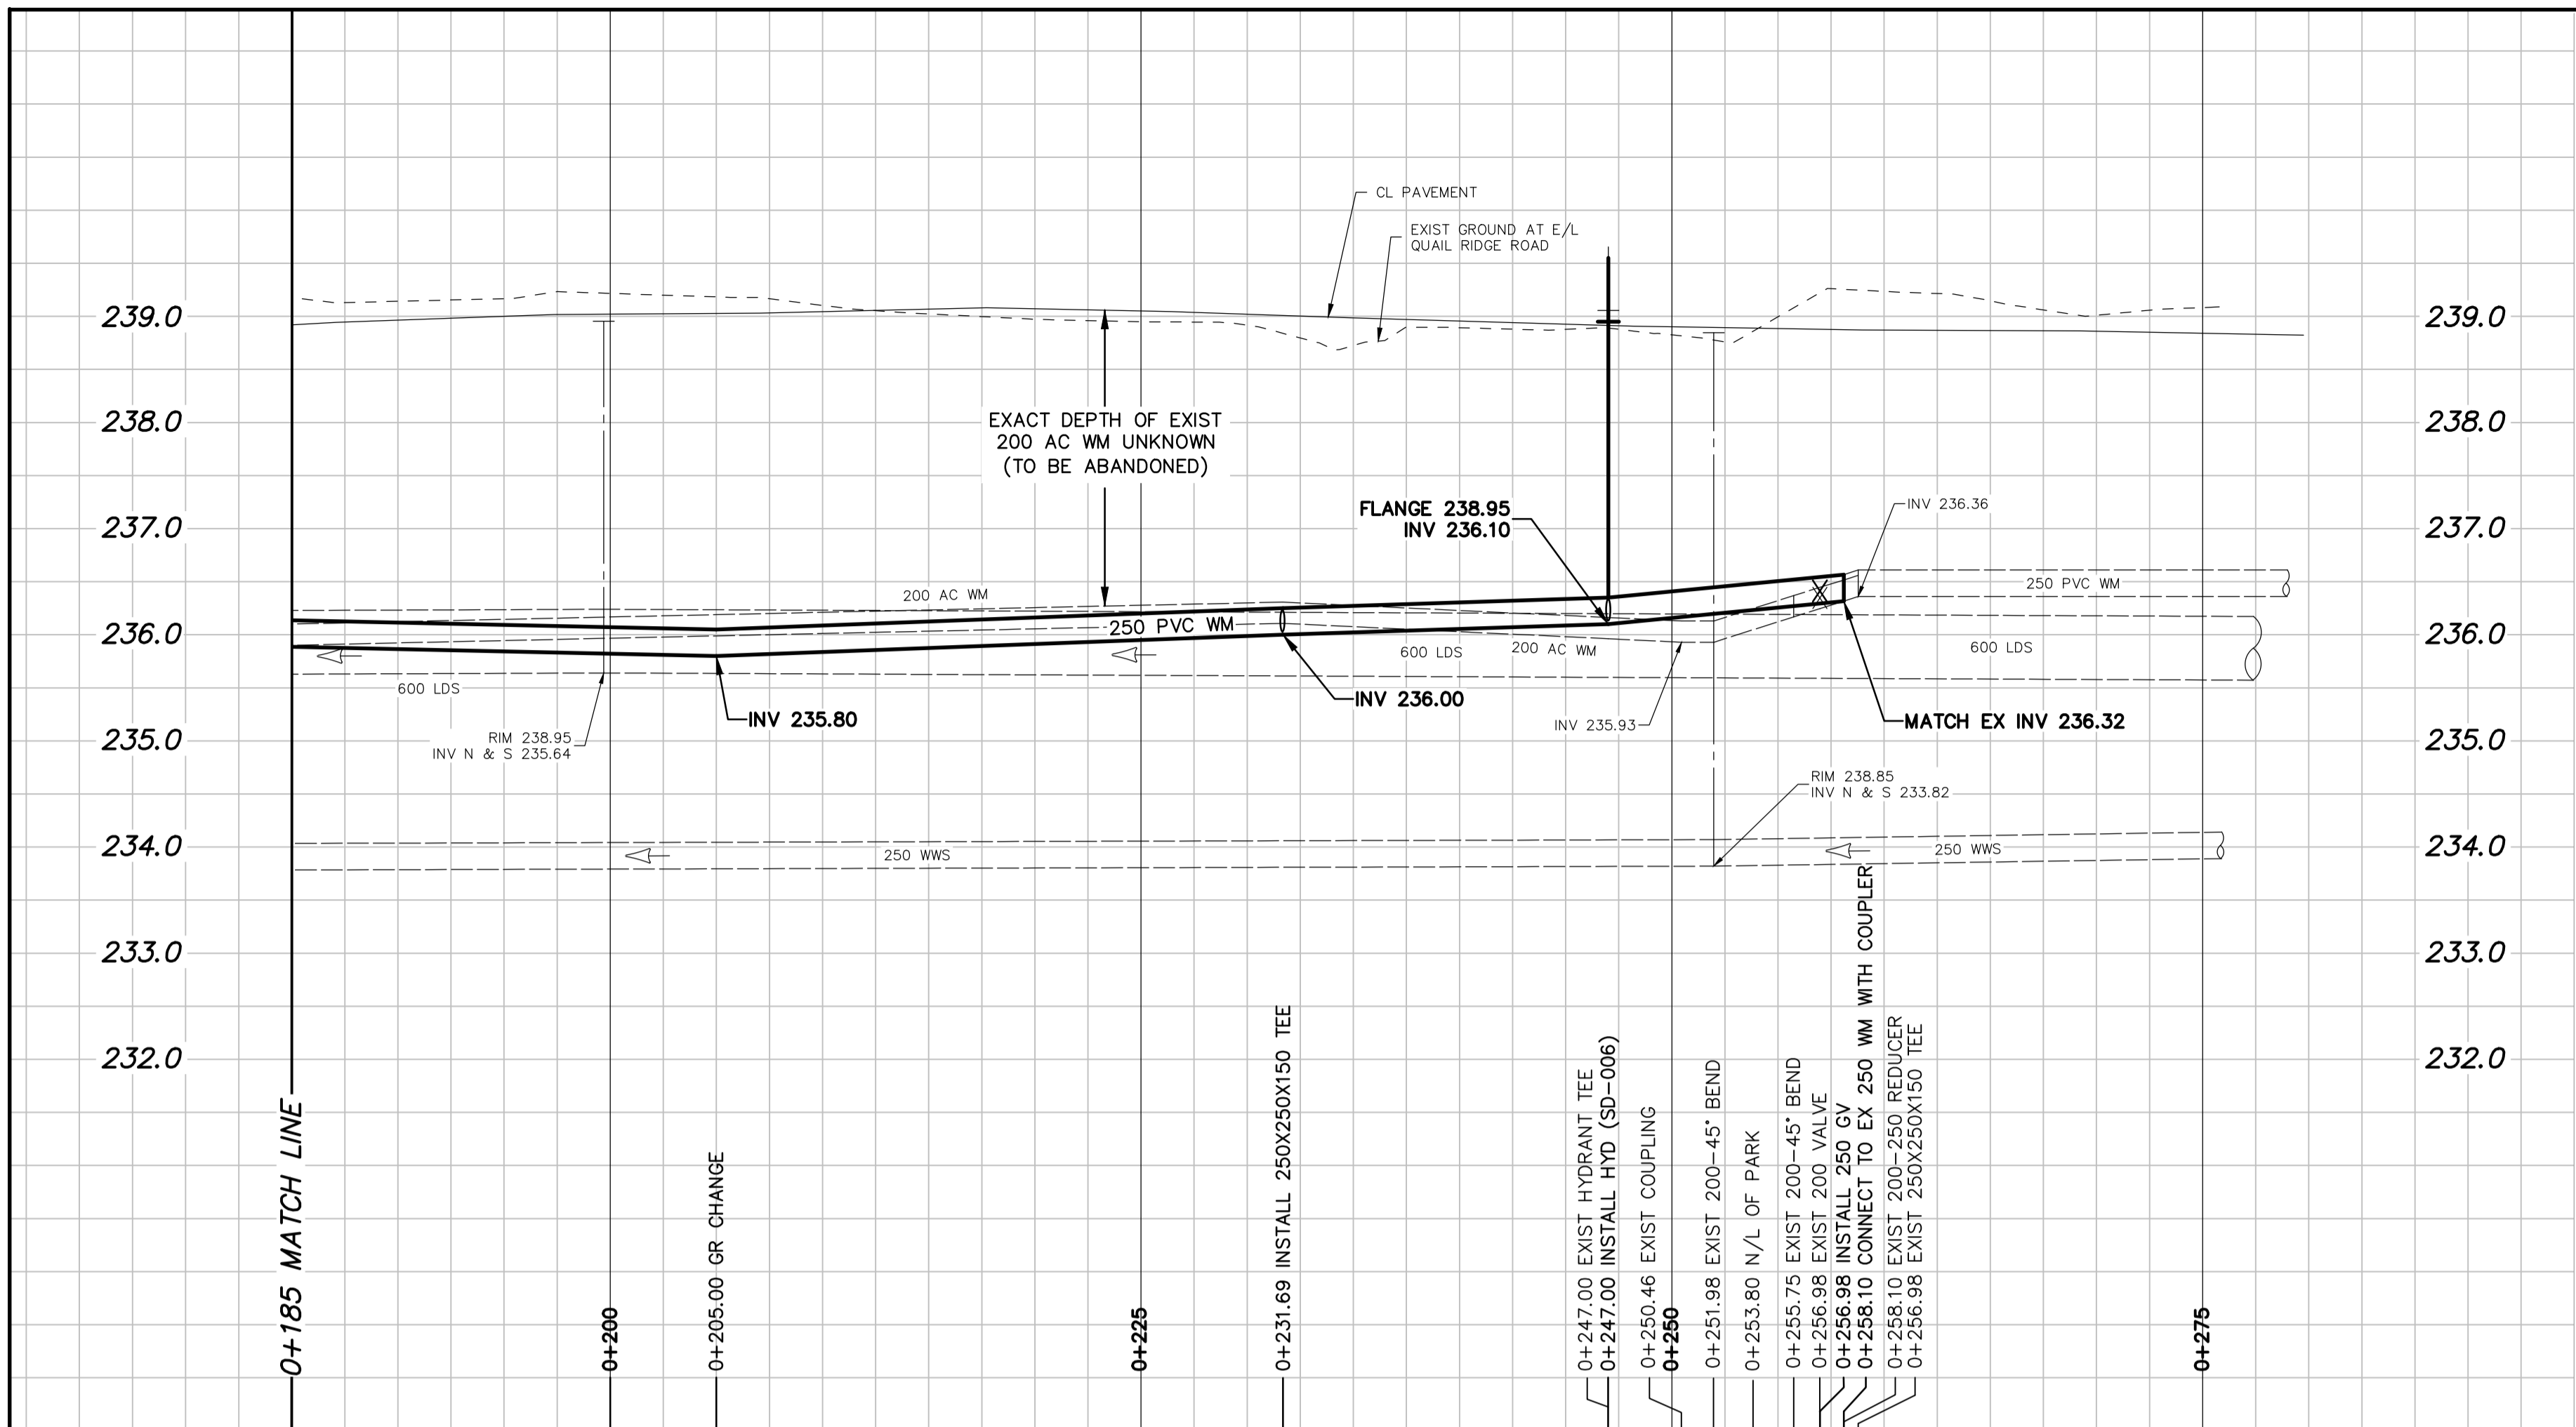 CL PAVEMENT
EXIST GROUND AT E/L
QUAIL RIDGE ROAD
239.0
239.0
238.0
238.0
EXACT DEPTH OF EXIST
200 AC WM UNKNOWN
(TO BE ABANDONED)
237.0
237.0
FLANGE 238.95
INV 236.10
INV 236.36
200 AC WM
250 PVC WM
236.0
236.0
250 PVC WM
600 LDS
200 AC WM
600 LDS
600 LDS
INV 236.00
INV 235.80
INV 235.93
MATCH EX INV 236.32
235.0
235.0
RIM 238.95
INV N & S 235.64
RIM 238.85
INV N & S 233.82
234.0
234.0
250 WWS
250 WWS
233.0
233.0
232.0
232.0
0+185 MATCH LINE
0+200
0+205.00 GR CHANGE
0+225
0+231.69 INSTALL 250X250X150 TEE
0+247.00 EXIST HYDRANT TEE
0+247.00 INSTALL HYD (SD-006)
0+250.46 EXIST COUPLING
0+250
0+251.98 EXIST 200-45° BEND
0+253.80 N/L OF PARK
0+255.75 EXIST 200-45° BEND
0+256.98 EXIST 200 VALVE
0+256.98 INSTALL 250 GV
0+258.10 CONNECT TO EX 250 WM WITH COUPLER
0+258.10 EXIST 200-250 REDUCER
0+256.98 EXIST 250X250X150 TEE
0+275